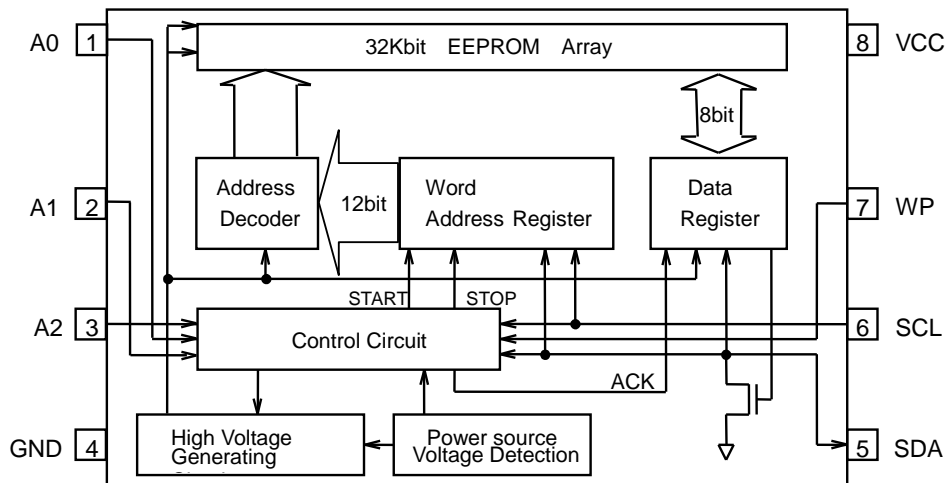 A0 1
32Kbit EEPROM Array
8 VCC
8bit
A1 2
Address
Decoder
12bit
Word
Address Register
Data
Register
7 WP
START
STOP
A2 3
Control Circuit
6 SCL
ACK
GND 4
High Voltage
Generating
Power source
Voltage Detection
5 SDA